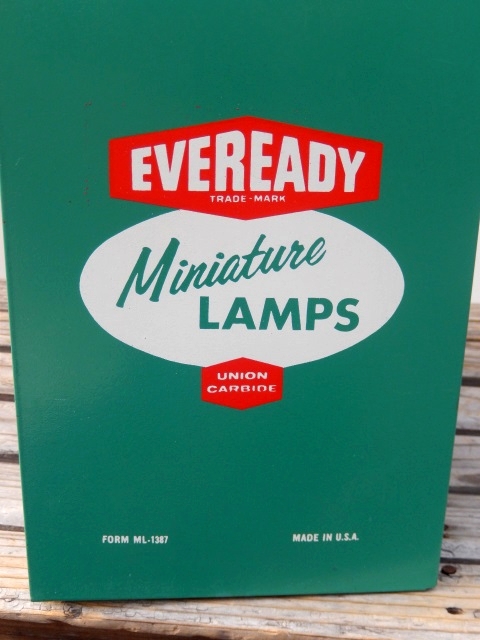 EVEREADY
TRADE-MARK
Miniature
LAMPS
UNION
CARBIDE
FORM ML-1387 MADE IN U.S.A.